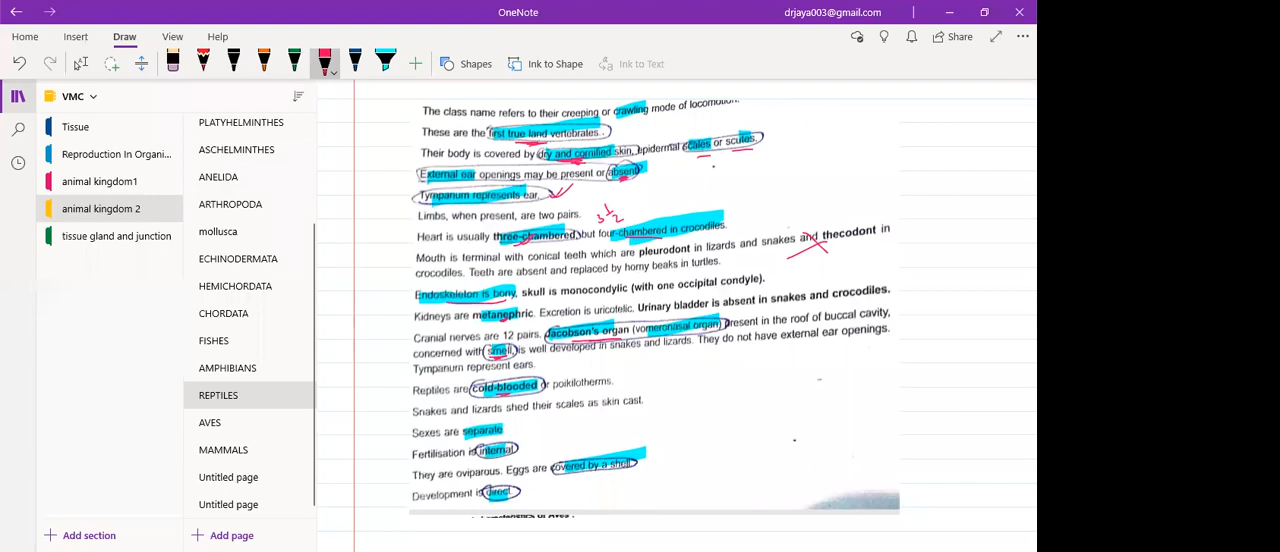 OneNote
drjaya003@gmail.com
Home Insert Draw View Help
Share
Shapes
Ink to Shape
Ink to Text
VMC
Tissue
Reproduction In Organi...
animal kingdom1
animal kingdom 2
tissue gland and junction
PLATYHELMINTHES
ASCHELMINTHES
ANELIDA
ARTHROPODA
mollusca
ECHINODERMATA
HEMICHORDATA
CHORDATA
FISHES
AMPHIBIANS
REPTILES
AVES
MAMMALS
Untitled page
Untitled page
Add section
Add page
The class name refers to their creeping or crawling mode of locomotion.
These are the first true land vertebrates.
Their body is covered by dry and cornified skin, epidermal scales or scutes.
External ear openings may be present or absent
Tympanum represents ear.
Limbs, when present, are two pairs.
3 1/2
Heart is usually three-chambered, but four-chambered in crocodiles.
Mouth is terminal with conical teeth which are pleurodont in lizards and snakes and thecodont in
crocodiles. Teeth are absent and replaced by horny beaks in turtles.
Endoskeleton is bony, skull is monocondylic (with one occipital condyle).
Kidneys are metanephric. Excretion is uricotelic. Urinary bladder is absent in snakes and crocodiles.
Cranial nerves are 12 pairs. Jacobson's organ (vomeronasal organ) present in the roof of buccal cavity,
concerned with smell, is well developed in snakes and lizards. They do not have external ear openings.
Tympanum represent ears.
Reptiles are cold-blooded or poikilotherms.
Snakes and lizards shed their scales as skin cast.
Sexes are separate
Fertilisation is internal
They are oviparous. Eggs are covered by a shell
Development is direct.